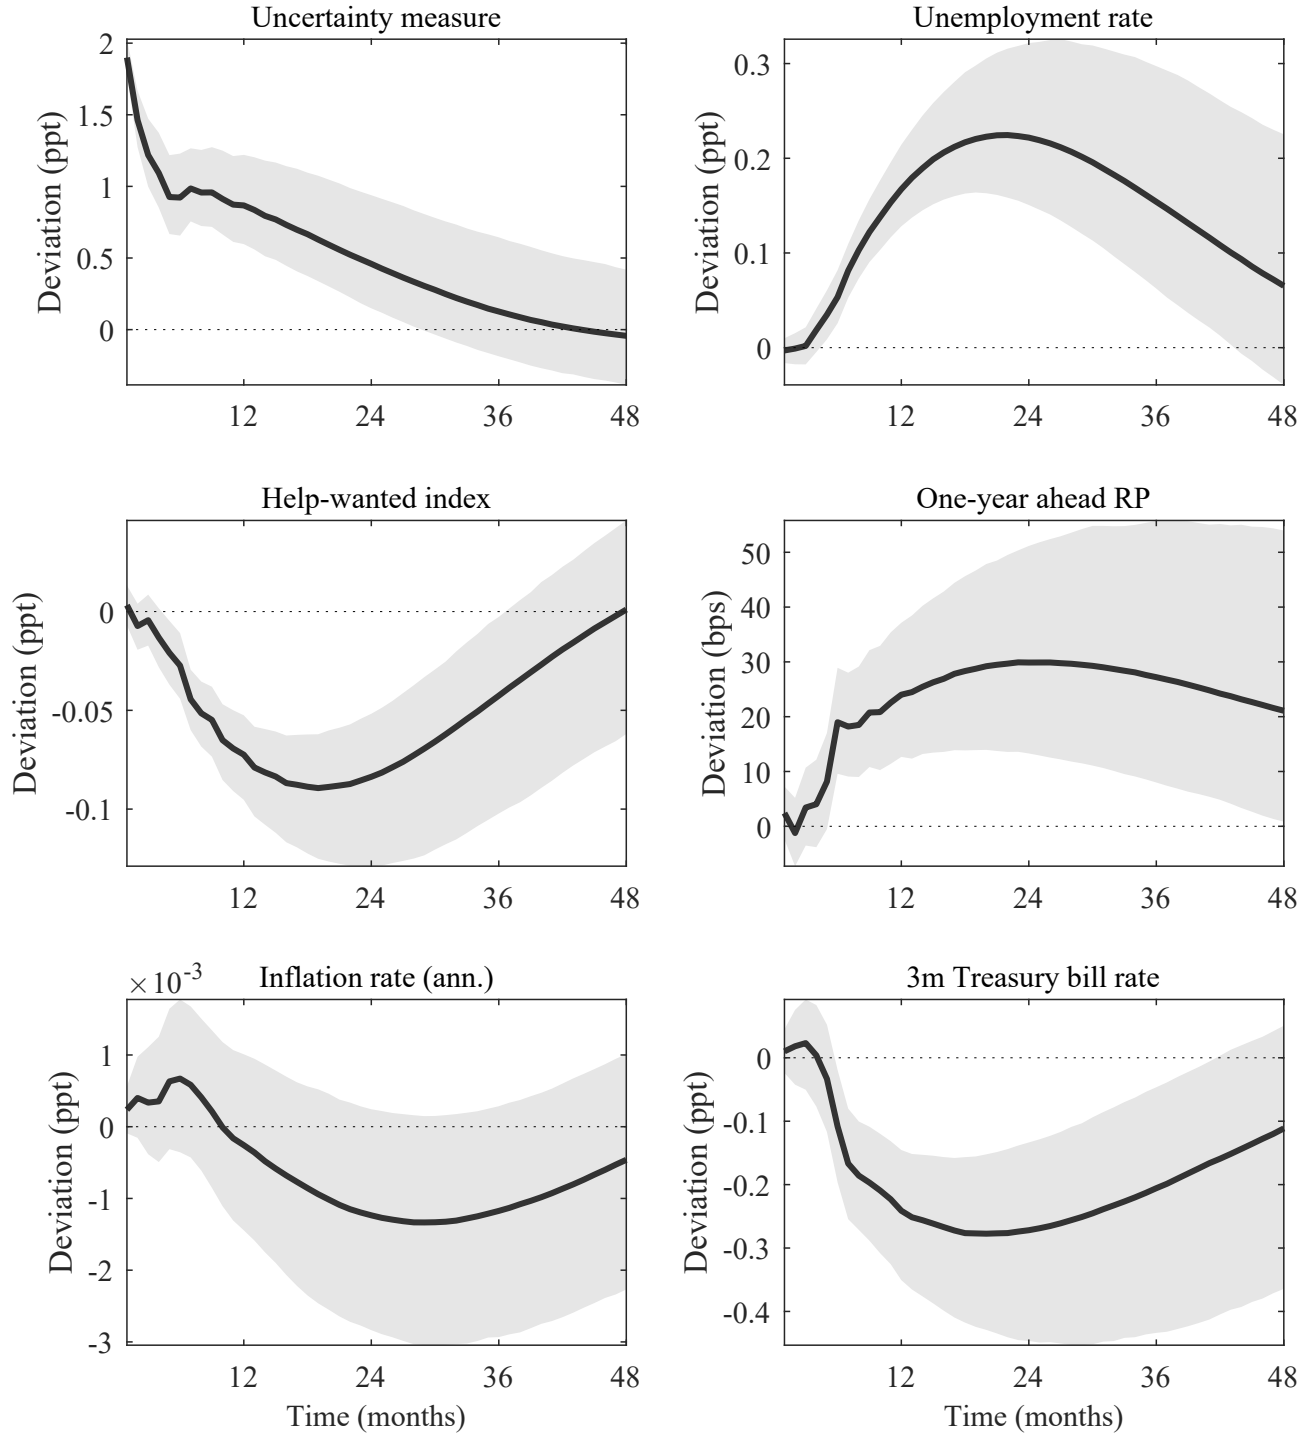 Uncertainty measure
2
1.5
1
0.5
0
Deviation (ppt)
12 24 36 48
Unemployment rate
0.3
0.2
0.1
0
Deviation (ppt)
12 24 36 48
Help-wanted index
0
-0.05
-0.1
Deviation (ppt)
12 24 36 48
One-year ahead RP
50
40
30
20
10
0
Deviation (bps)
12 24 36 48
×10⁻³ Inflation rate (ann.)
1
0
-1
-2
-3
Deviation (ppt)
12 24 36 48
Time (months)
3m Treasury bill rate
0
-0.1
-0.2
-0.3
-0.4
Deviation (ppt)
12 24 36 48
Time (months)